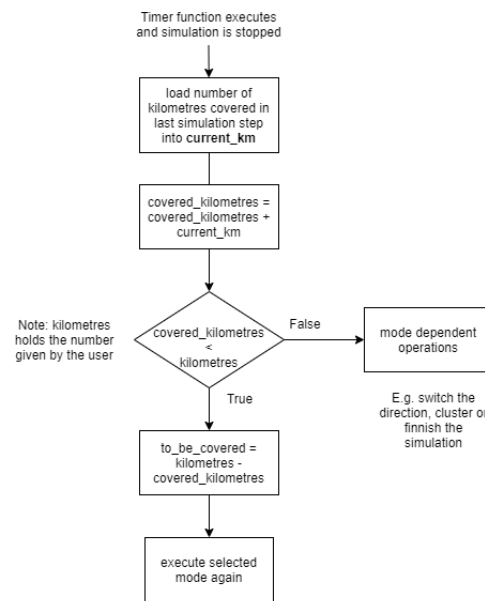 Timer function executes
and simulation is stopped
load number of
kilometres covered in
last simulation step
into current_km
covered_kilometres =
covered_kilometres +
current_km
Note: kilometres
holds the number
given by the user
covered_kilometres
<
kilometres
False
mode dependent
operations
E.g. switch the
direction, cluster or
finnish the
simulation
True
to_be_covered =
kilometres -
covered_kilometres
execute selected
mode again